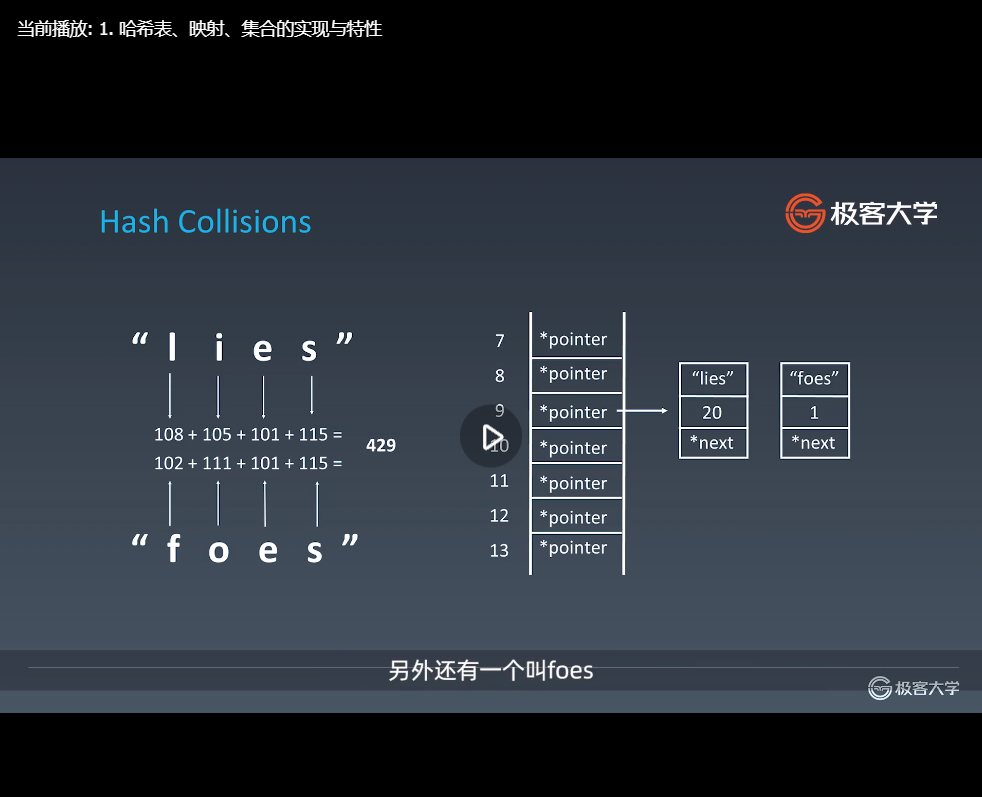 当前播放: 1. 哈希表、映射、集合的实现与特性
Hash Collisions
极客大学
“ l i e s ”
108 + 105 + 101 + 115 =
429
102 + 111 + 101 + 115 =
“ f o e s ”
7 *pointer
8 *pointer
9 *pointer
10 *pointer
11 *pointer
12 *pointer
13 *pointer
“lies”
20
*next
“foes”
1
*next
另外还有一个叫foes
极客大学